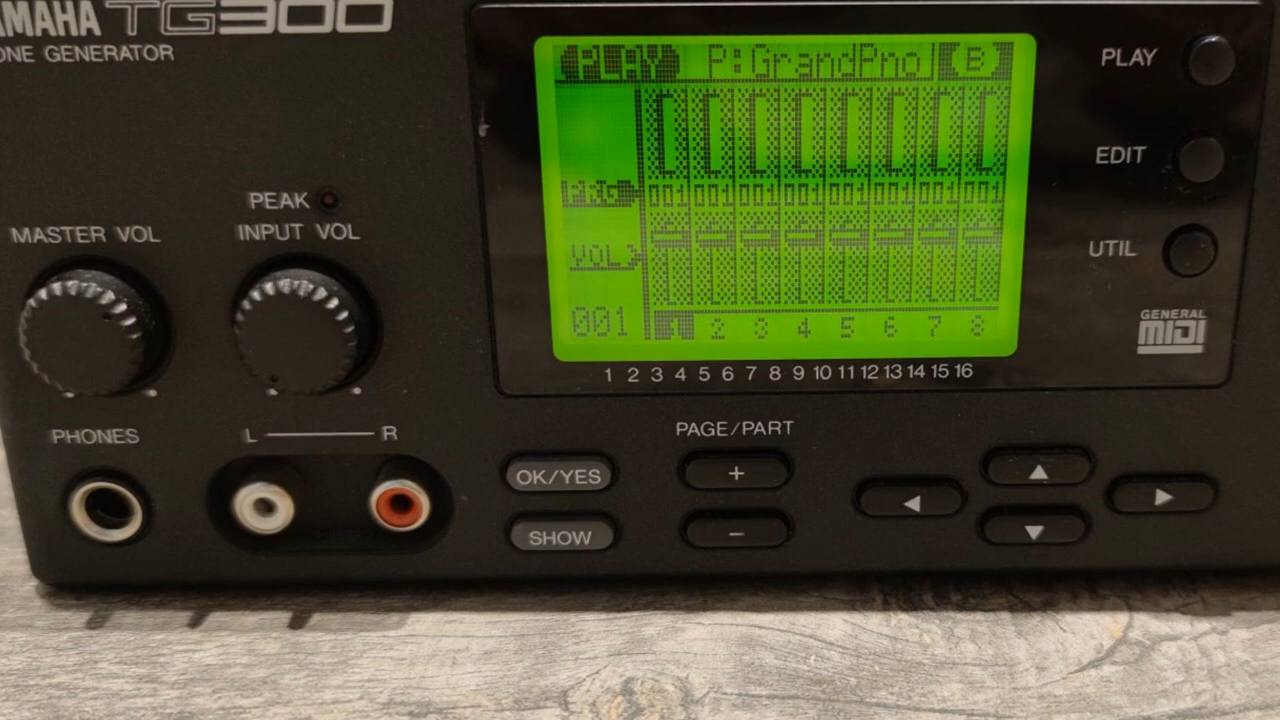 AMAHA TG300
ONE GENERATOR
PLAY P:GrandPno B
PLAY
EDIT
UTIL
PEAK
MASTER VOL
INPUT VOL
PRG
001 001 001 001 001 001 001 001
VOL
001 1 2 3 4 5 6 7 8
GENERAL
MIDI
1 2 3 4 5 6 7 8 9 10 11 12 13 14 15 16
PHONES
L R
PAGE/PART
OK/YES
+
SHOW
−